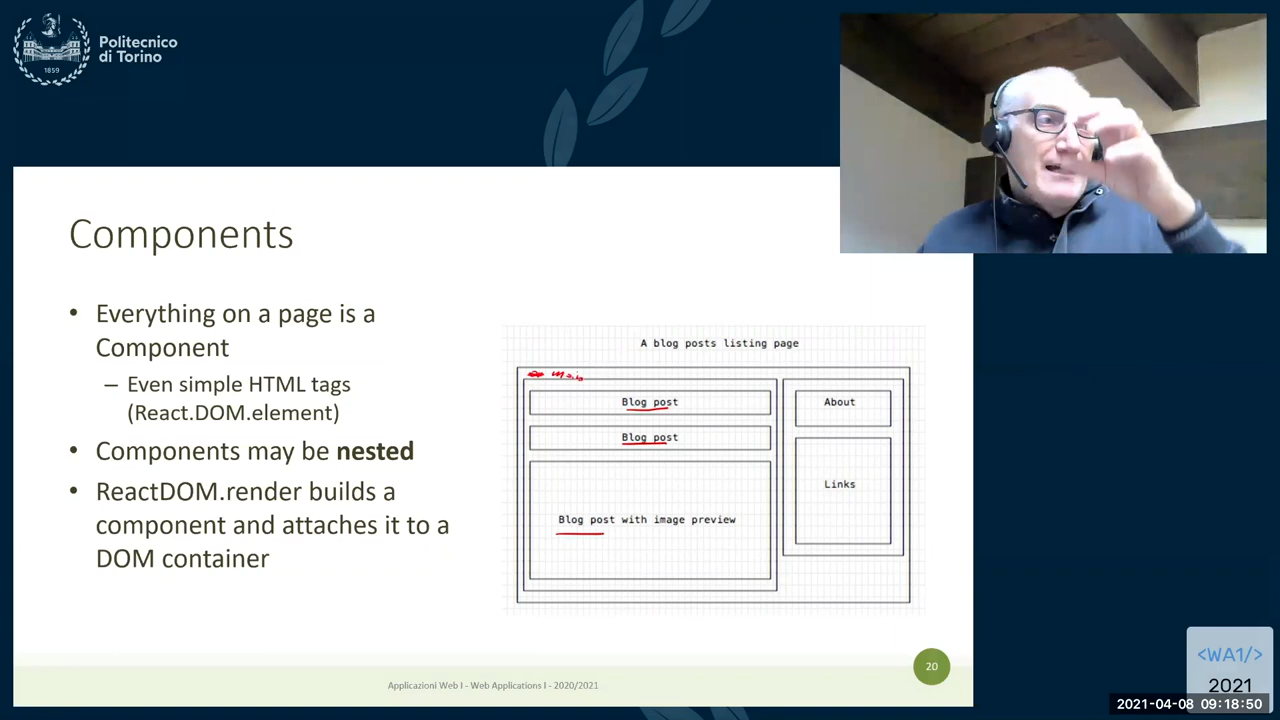 Politecnico
di Torino
1859
Components
• Everything on a page is a
Component
– Even simple HTML tags
(React.DOM.element)
• Components may be nested
• ReactDOM.render builds a
component and attaches it to a
DOM container
A blog posts listing page
main
Blog post
Blog post
Blog post with image preview
About
Links
20
Applicazioni Web I - Web Applications I - 2020/2021
<WA1/>
2021
2021-04-08 09:18:50